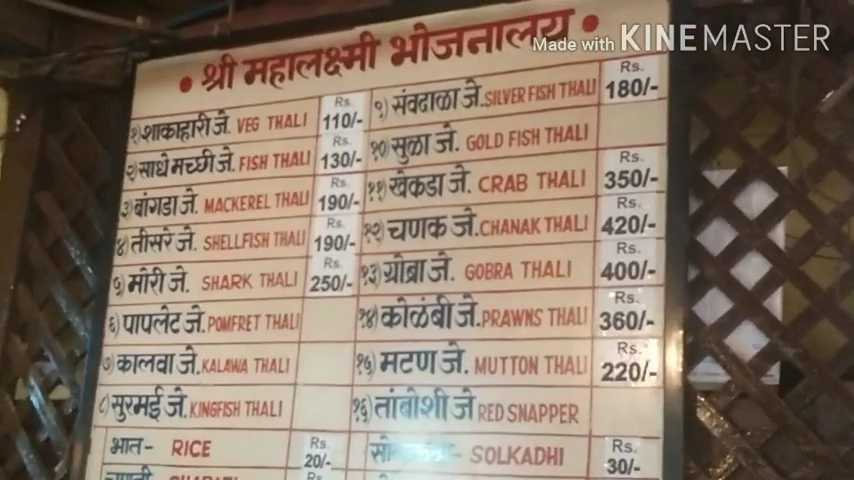 Made with KINEMASTER
• श्री महालक्ष्मी भोजनालय •
१) शाकाहारी जे. VEG THALI Rs. 110/-
२) साधे मच्छी जे. FISH THALI Rs. 130/-
३) बांगडा जे. MACKEREL THALI Rs. 190/-
४) तीसरे जे. SHELLFISH THALI Rs. 190/-
५) मोरी जे. SHARK THALI Rs. 250/-
६) पापलेट जे. POMFRET THALI
७) कालवा जे. KALAWA THALI
८) सुरमई जे. KINGFISH THALI
भात- RICE Rs. 20/-
९) संवदाळा जे. SILVER FISH THALI Rs. 180/-
१०) सुळा जे. GOLD FISH THALI
११) खेकडा जे. CRAB THALI Rs. 350/-
१२) चणक जे. CHANAK THALI Rs. 420/-
१३) ग्रोब्रा जे. GOBRA THALI Rs. 400/-
१४) कोळंबी जे. PRAWNS THALI Rs. 360/-
१५) मटण जे. MUTTON THALI Rs. 220/-
१६) तांबोशी जे RED SNAPPER
SOLKADHI Rs. 30/-